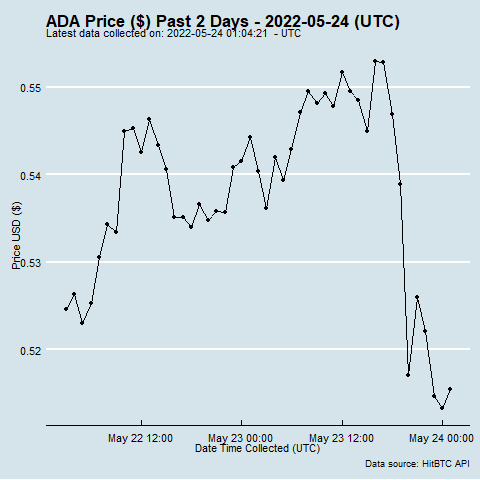 ADA Price ($) Past 2 Days - 2022-05-24 (UTC)
Latest data collected on: 2022-05-24 01:04:21  - UTC
Price USD ($)
0.55
0.54
0.53
0.52
May 22 12:00
May 23 00:00
May 23 12:00
May 24 00:00
Date Time Collected (UTC)
Data source: HitBTC API